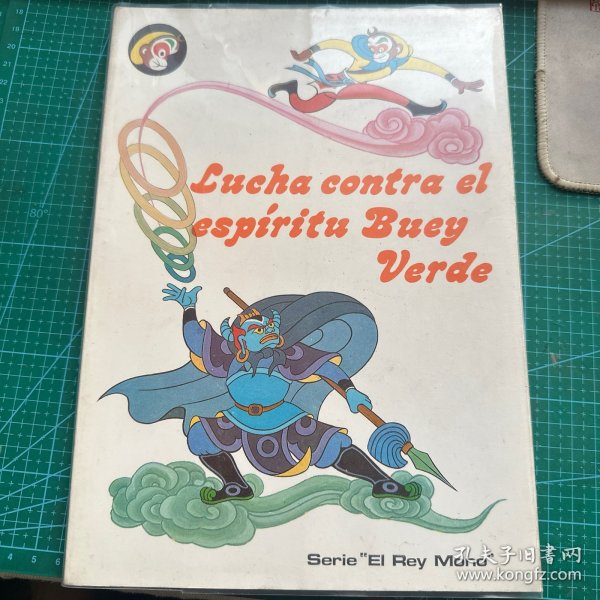 Lucha contra el
espíritu Buey
Verde
Serie "El Rey Mono"
孔夫子旧书网
www.kongfz.com
80°